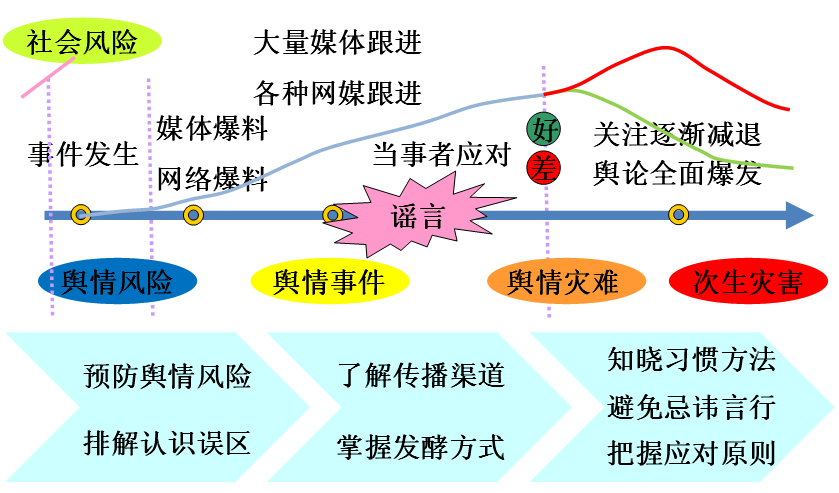 社会风险
大量媒体跟进
各种网媒跟进
事件发生
媒体爆料
网络爆料
当事者应对
好
差
关注逐渐减退
舆论全面爆发
谣言
舆情风险
舆情事件
舆情灾难
次生灾害
预防舆情风险
排解认识误区
了解传播渠道
掌握发酵方式
知晓习惯方法
避免忌讳言行
把握应对原则